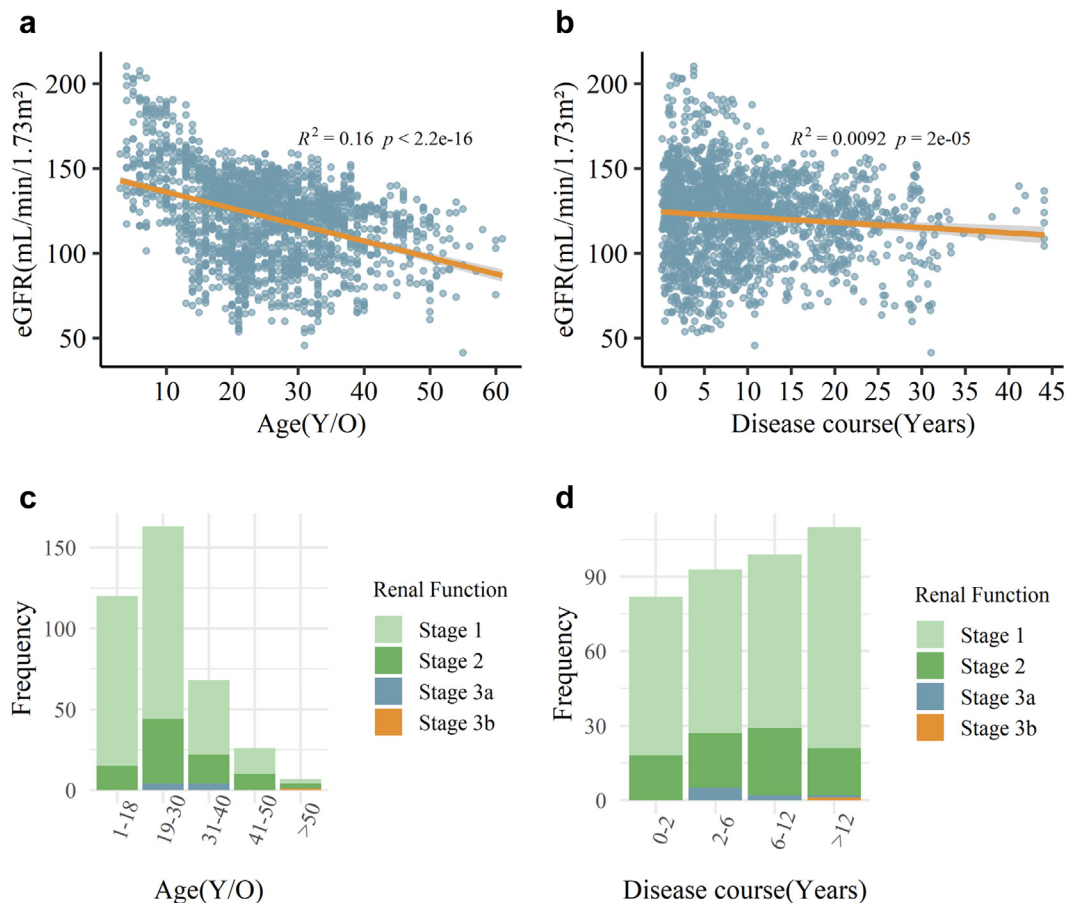 a
eGFR(mL/min/1.73m²)
200
150
100
50
R² = 0.16 p < 2.2e-16
10 20 30 40 50 60
Age(Y/O)
b
eGFR(mL/min/1.73m²)
200
150
100
50
R² = 0.0092 p = 2e-05
0 5 10 15 20 25 30 35 40 45
Disease course(Years)
c
Frequency
150
100
50
0
1-18 19-30 31-40 41-50 >50
Age(Y/O)
Renal Function
Stage 1
Stage 2
Stage 3a
Stage 3b
d
Frequency
90
60
30
0
0-2 2-6 6-12 >12
Disease course(Years)
Renal Function
Stage 1
Stage 2
Stage 3a
Stage 3b